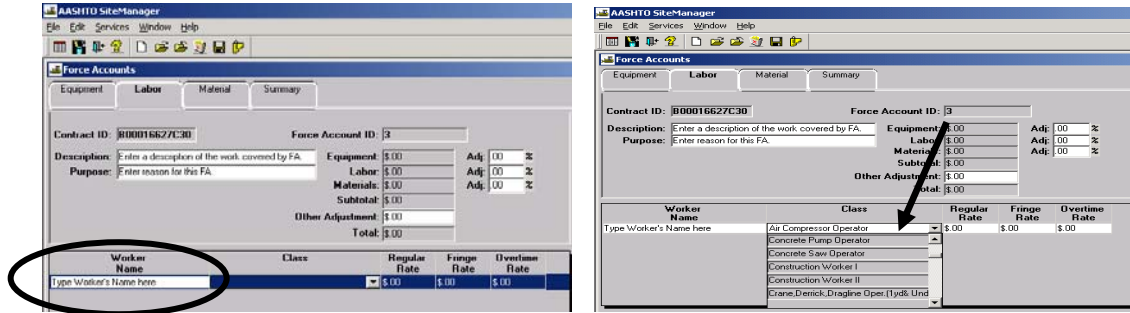 AASHTO SiteManager
File Edit Services Window Help
Force Accounts
Equipment Labor Material Summary
Contract ID: B00016627C30 Force Account ID: 3
Description: Enter a description of the work covered by FA. Equipment: $.00 Adj: .00 %
Purpose: Enter reason for this FA. Labor: $.00 Adj: .00 %
Materials: $.00 Adj: .00 %
Subtotal: $.00
Other Adjustment: $.00
Total: $.00
Worker Name Class Regular Rate Fringe Rate Overtime Rate
Type Worker's Name here $.00 $.00 $.00
AASHTO SiteManager
File Edit Services Window Help
Force Accounts
Equipment Labor Material Summary
Contract ID: B00016627C30 Force Account ID: 3
Description: Enter a description of the work covered by FA. Equipment: $.00 Adj: .00 %
Purpose: Enter reason for this FA. Labor: $.00 Adj: .00 %
Materials: $.00 Adj: .00 %
Subtotal: $.00
Other Adjustment: $.00
Total: $.00
Worker Name Class Regular Rate Fringe Rate Overtime Rate
Type Worker's Name here Air Compressor Operator $.00 $.00 $.00
Concrete Pump Operator
Concrete Saw Operator
Construction Worker I
Construction Worker II
Crane,Derrick,Dragline Oper.(1yd& Und